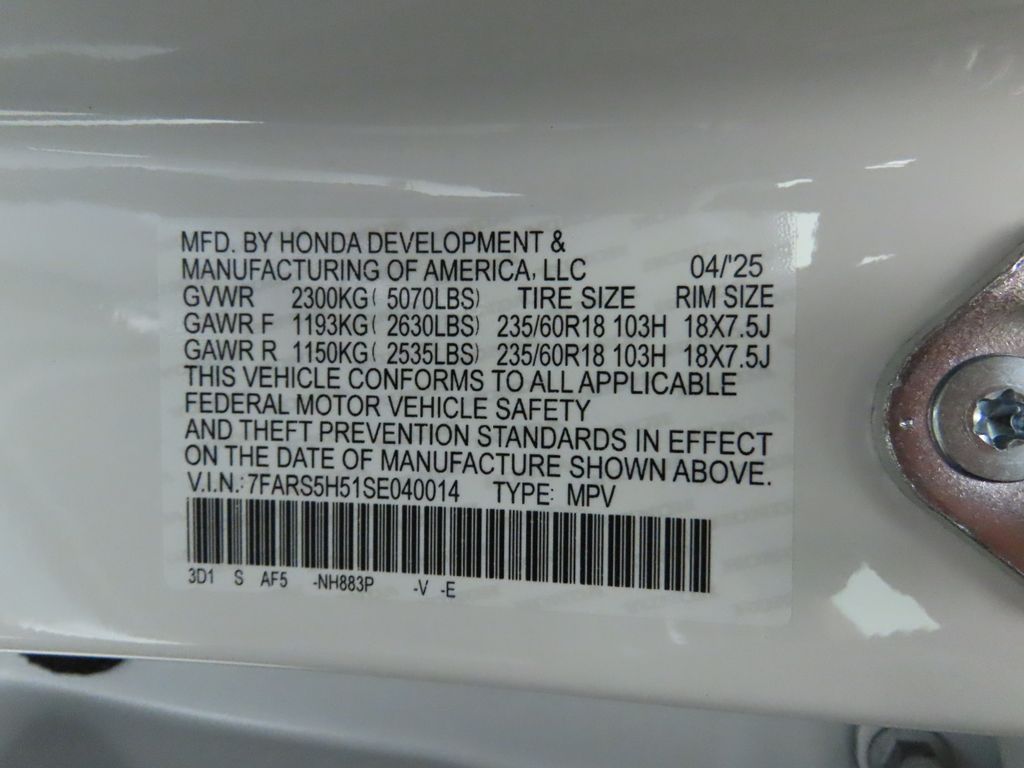 MFD. BY HONDA DEVELOPMENT &
MANUFACTURING OF AMERICA, LLC 04/'25
GVWR 2300KG( 5070LBS) TIRE SIZE RIM SIZE
GAWR F 1193KG( 2630LBS) 235/60R18 103H 18X7.5J
GAWR R 1150KG( 2535LBS) 235/60R18 103H 18X7.5J
THIS VEHICLE CONFORMS TO ALL APPLICABLE
FEDERAL MOTOR VEHICLE SAFETY
AND THEFT PREVENTION STANDARDS IN EFFECT
ON THE DATE OF MANUFACTURE SHOWN ABOVE.
V.I.N.: 7FARS5H51SE040014 TYPE: MPV
3D1 S AF5 -NH883P -V -E